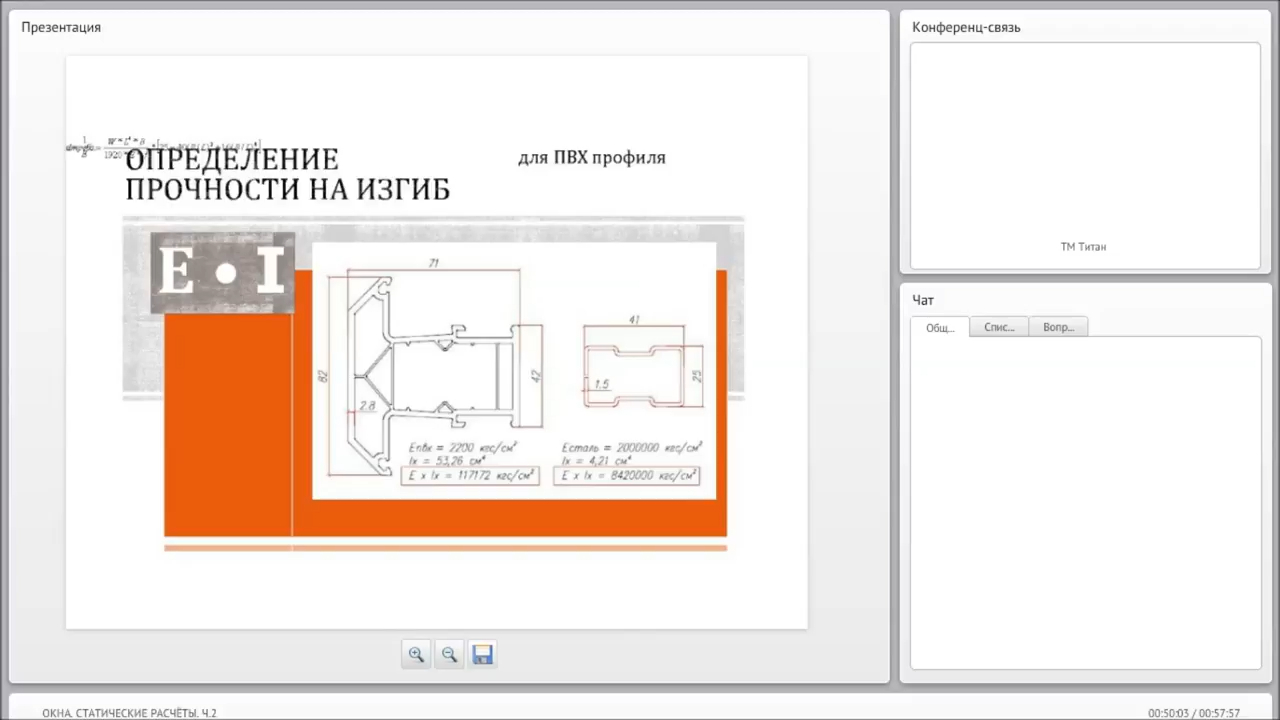 Презентация
ОПРЕДЕЛЕНИЕ
ПРОЧНОСТИ НА ИЗГИБ
для ПВХ профиля
E • I
71
82
2.8
42
41
1.5
25
Eпвх = 2200 кгс/см²
Ix = 53,26 см⁴
E x Ix = 117172 кгс/см²
Eсталь = 2000000 кгс/см²
Ix = 4,21 см⁴
E x Ix = 8420000 кгс/см²
Конференц-связь
ТМ Титан
Чат
Общ... Спис... Вопр...
ОКНА. СТАТИЧЕСКИЕ РАСЧЁТЫ. Ч.2
00:50:03 / 00:57:57